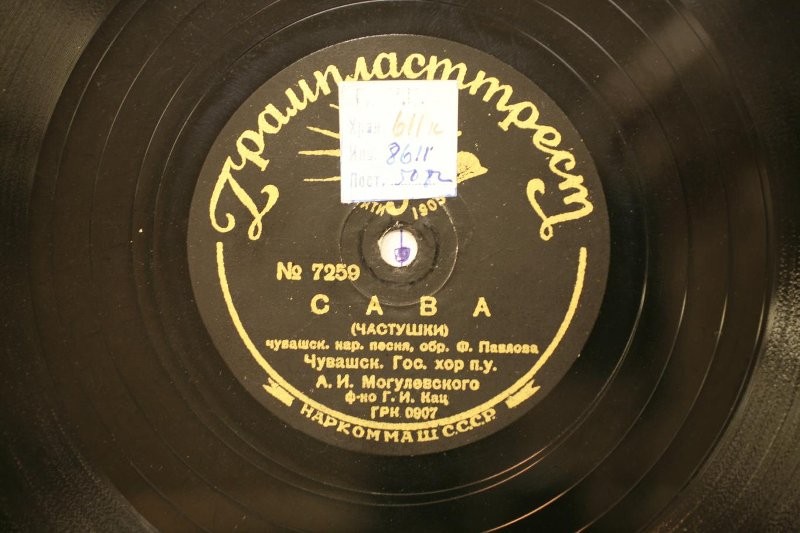 Грампласттрест
Хран. 611 к
Инв. 8611
Пост.
1905
№ 7259
САВА
(ЧАСТУШКИ)
чувашск. нар. песня, обр. Ф. Павлова
Чувашск. Гос. хор п.у.
А. И. Могулевского
ф-но Г. И. Кац
ГРК 0907
НАРКОММАШ С.С.С.Р.